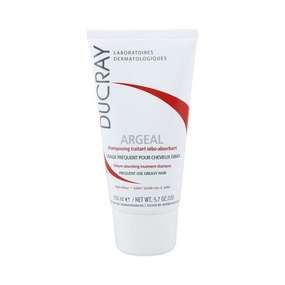 DUCRAY
LABORATOIRES
DERMATOLOGIQUES
ARGEAL
shampooing traitant sébo-absorbant
USAGE FRÉQUENT POUR CHEVEUX GRAS
Sebum absorbing treatment shampoo
FREQUENT USE GREASY HAIR
150 ml / NET WT. 5.7 OZ.